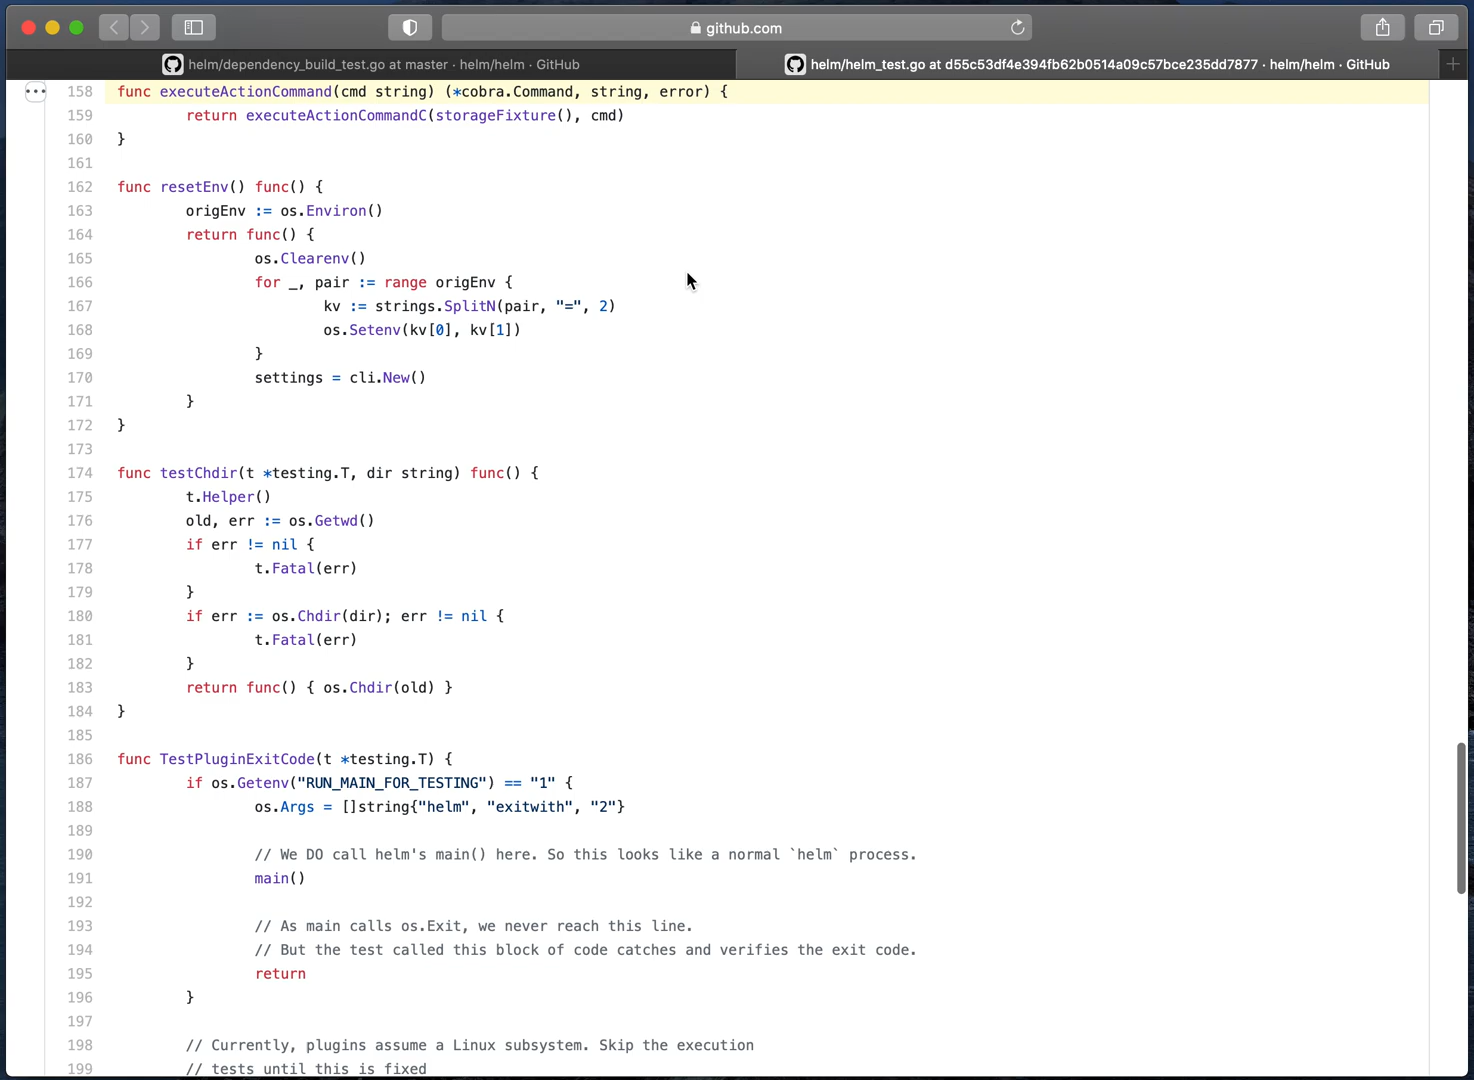 github.com
helm/dependency_build_test.go at master · helm/helm · GitHub
helm/helm_test.go at d55c53df4e394fb62b0514a09c57bce235dd7877 · helm/helm · GitHub
158 func executeActionCommand(cmd string) (*cobra.Command, string, error) {
159 return executeActionCommandC(storageFixture(), cmd)
160 }
161
162 func resetEnv() func() {
163 origEnv := os.Environ()
164 return func() {
165 os.Clearenv()
166 for _, pair := range origEnv {
167 kv := strings.SplitN(pair, "=", 2)
168 os.Setenv(kv[0], kv[1])
169 }
170 settings = cli.New()
171 }
172 }
173
174 func testChdir(t *testing.T, dir string) func() {
175 t.Helper()
176 old, err := os.Getwd()
177 if err != nil {
178 t.Fatal(err)
179 }
180 if err := os.Chdir(dir); err != nil {
181 t.Fatal(err)
182 }
183 return func() { os.Chdir(old) }
184 }
185
186 func TestPluginExitCode(t *testing.T) {
187 if os.Getenv("RUN_MAIN_FOR_TESTING") == "1" {
188 os.Args = []string{"helm", "exitwith", "2"}
189
190 // We DO call helm's main() here. So this looks like a normal `helm` process.
191 main()
192
193 // As main calls os.Exit, we never reach this line.
194 // But the test called this block of code catches and verifies the exit code.
195 return
196 }
197
198 // Currently, plugins assume a Linux subsystem. Skip the execution
199 // tests until this is fixed